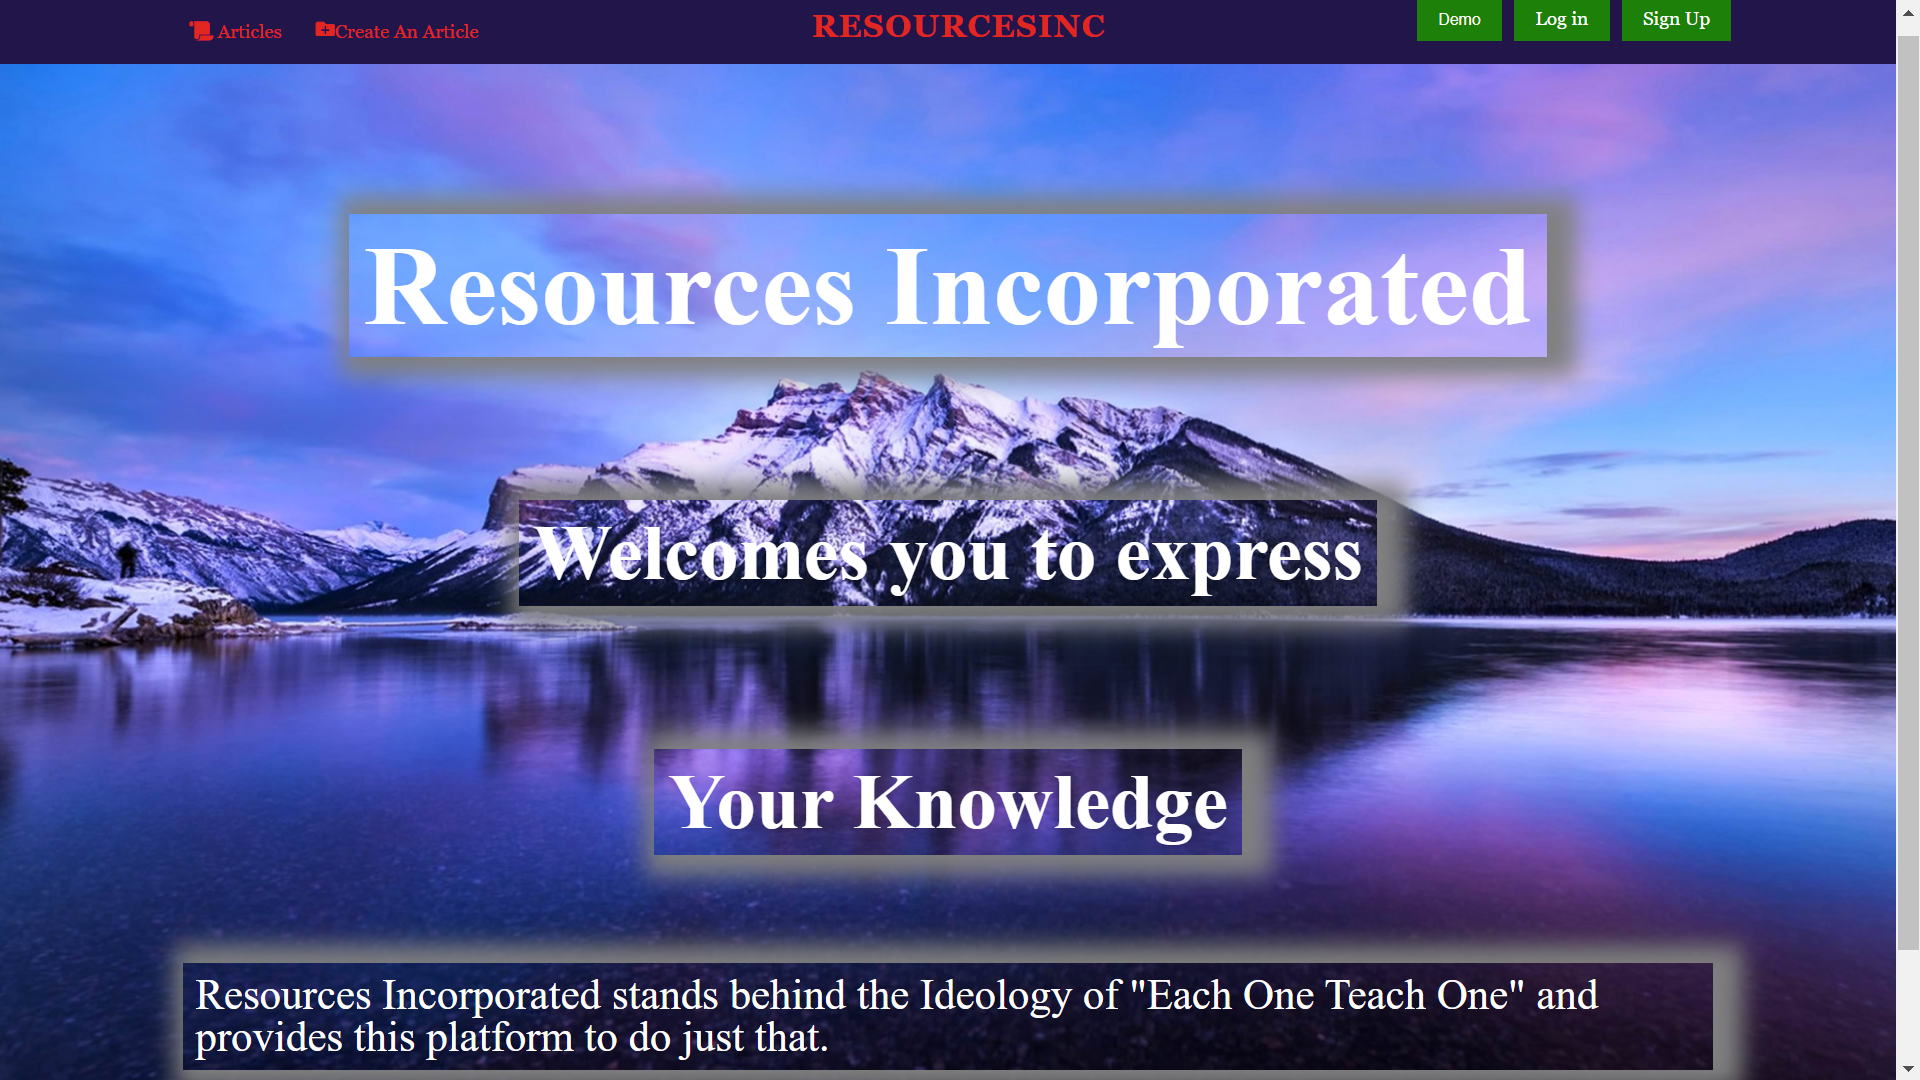 Articles
Create An Article
RESOURCESINC
Demo
Log in
Sign Up
Resources Incorporated
Welcomes you to express
Your Knowledge
Resources Incorporated stands behind the Ideology of "Each One Teach One" and
provides this platform to do just that.